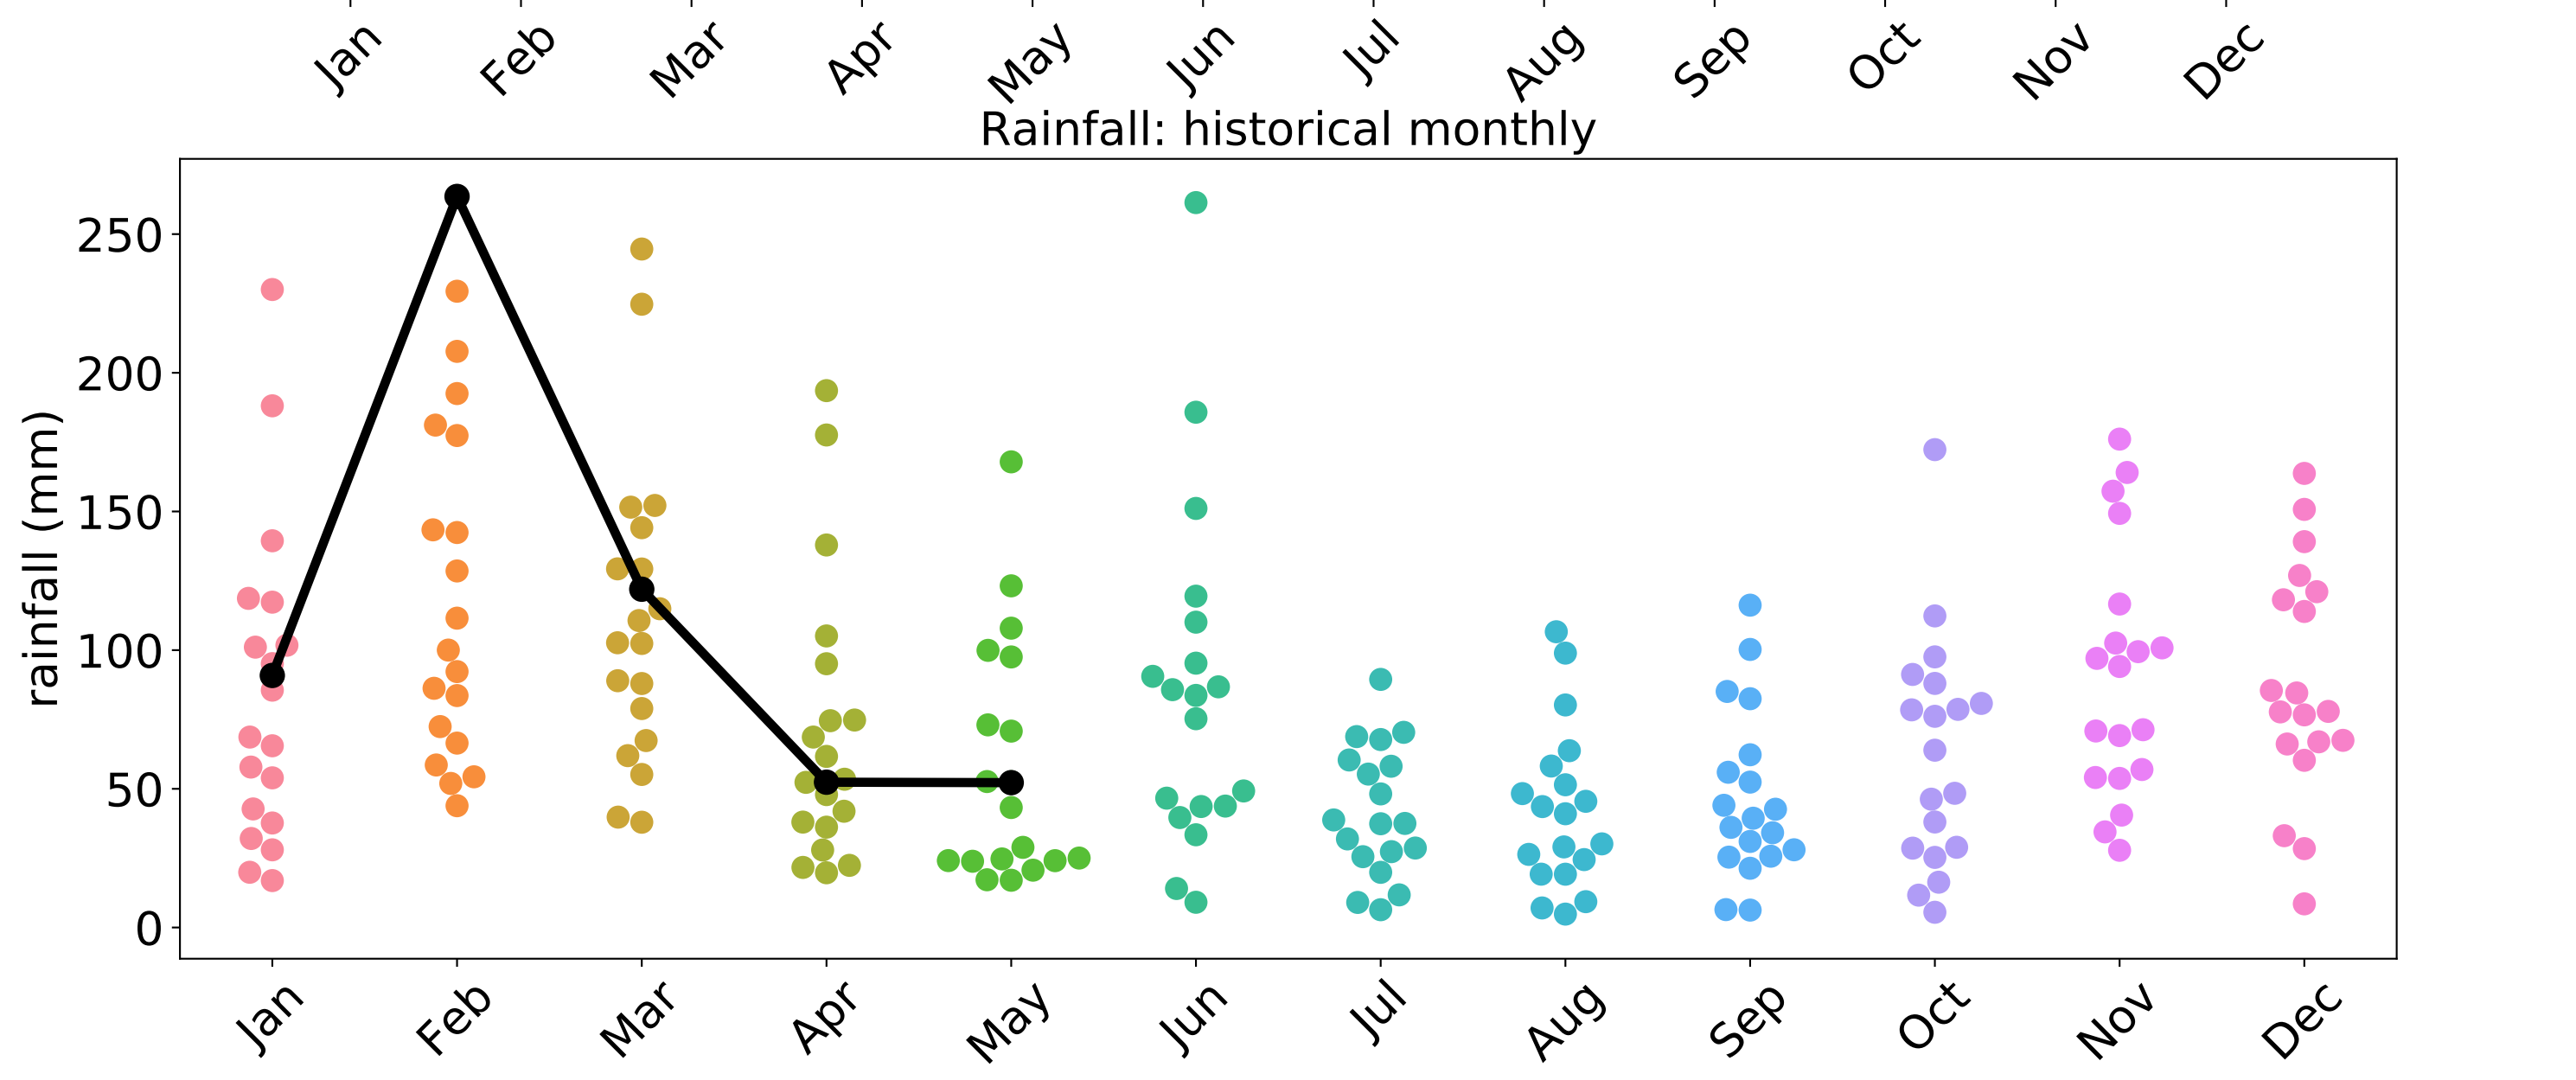 Jan Feb Mar Apr May Jun Jul Aug Sep Oct Nov Dec
Rainfall: historical monthly
rainfall (mm)
250
200
150
100
50
0
Jan Feb Mar Apr May Jun Jul Aug Sep Oct Nov Dec